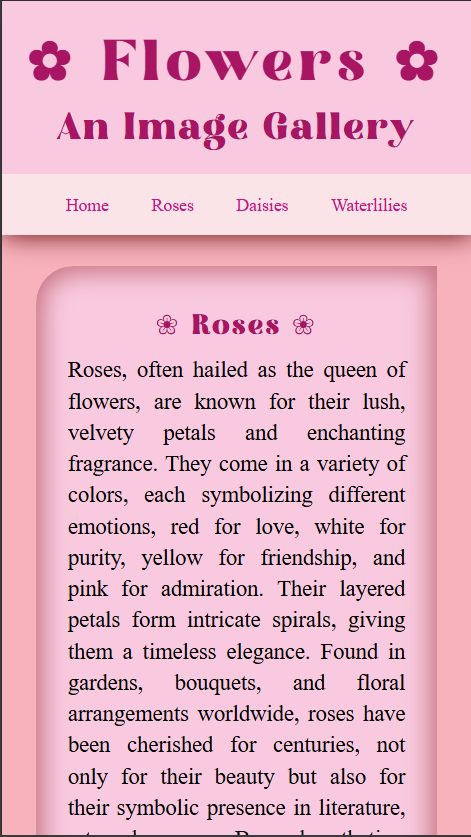 ✿ Flowers ✿
An Image Gallery
Home Roses Daisies Waterlilies
❀ Roses ❀
Roses, often hailed as the queen of
flowers, are known for their lush,
velvety petals and enchanting
fragrance. They come in a variety of
colors, each symbolizing different
emotions, red for love, white for
purity, yellow for friendship, and
pink for admiration. Their layered
petals form intricate spirals, giving
them a timeless elegance. Found in
gardens, bouquets, and floral
arrangements worldwide, roses have
been cherished for centuries, not
only for their beauty but also for
their symbolic presence in literature,